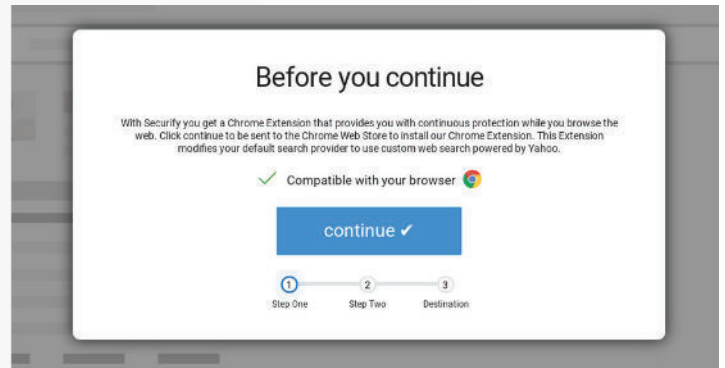 Before you continue
With Securify you get a Chrome Extension that provides you with continuous protection while you browse the
web. Click continue to be sent to the Chrome Web Store to install our Chrome Extension. This Extension
modifies your default search provider to use custom web search powered by Yahoo.
✓ Compatible with your browser
continue ✔
1 2 3
Step One Step Two Destination